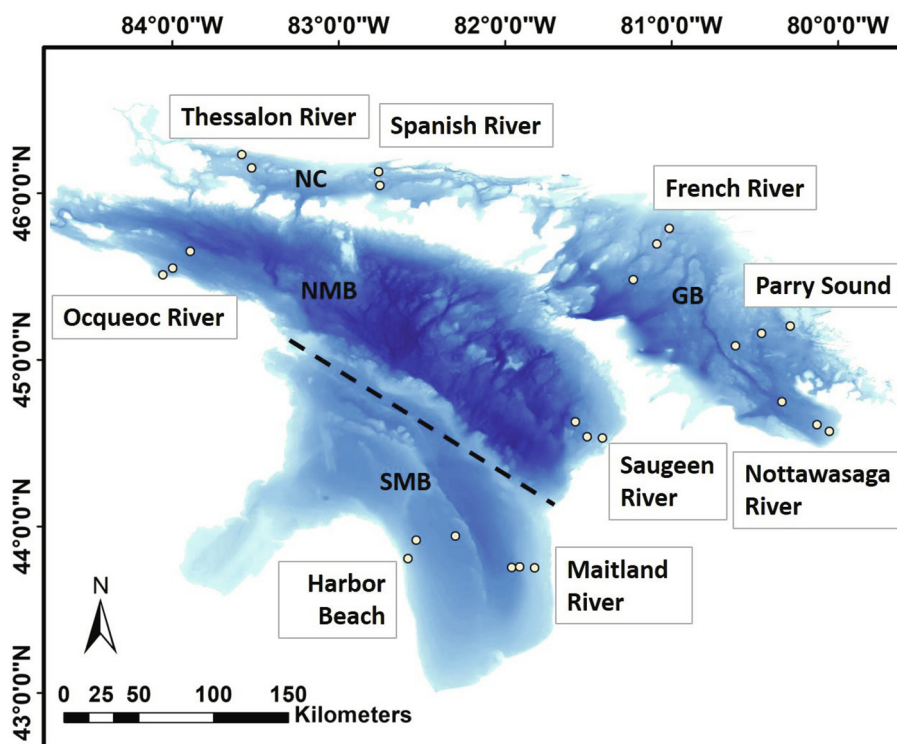 84°0'0"W 83°0'0"W 82°0'0"W 81°0'0"W 80°0'0"W
Thessalon River
Spanish River
NC
French River
46°0'0"N
NMB
GB
Parry Sound
Ocqueoc River
45°0'0"N
SMB
Saugeen
River
Nottawasaga
River
44°0'0"N
Harbor
Beach
Maitland
River
N
43°0'0"N
0 25 50 100 150
Kilometers